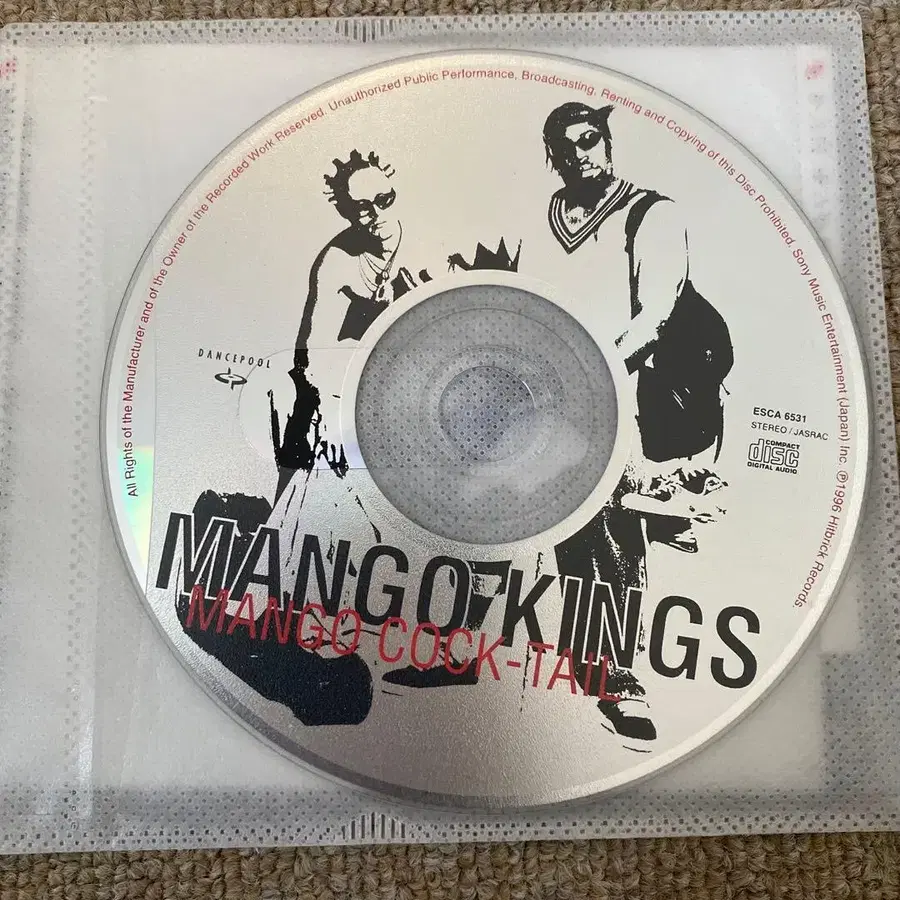 All Rights of the Manufacturer and of the Owner of the Recorded Work Reserved. Unauthorized Public Performance, Broadcasting, Renting and Copying of this Disc Prohibited. Sony Music Entertainment (Japan) Inc. ℗1996 Hitbrick Records
DANCEPOOL
ESCA 6531
STEREO / JASRAC
COMPACT
disc
DIGITAL AUDIO
MANGO KINGS
MANGO COCK-TAIL